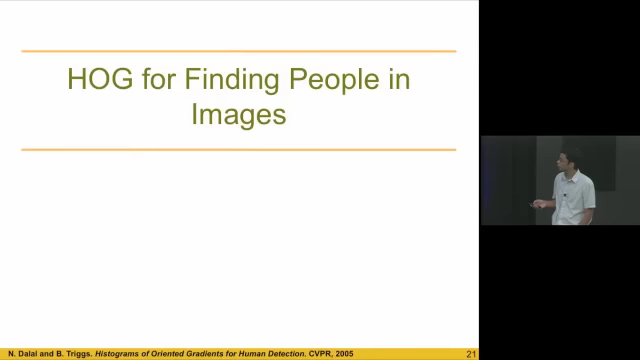 HOG for Finding People in
Images
N. Dalal and B. Triggs. Histograms of Oriented Gradients for Human Detection. CVPR, 2005
21